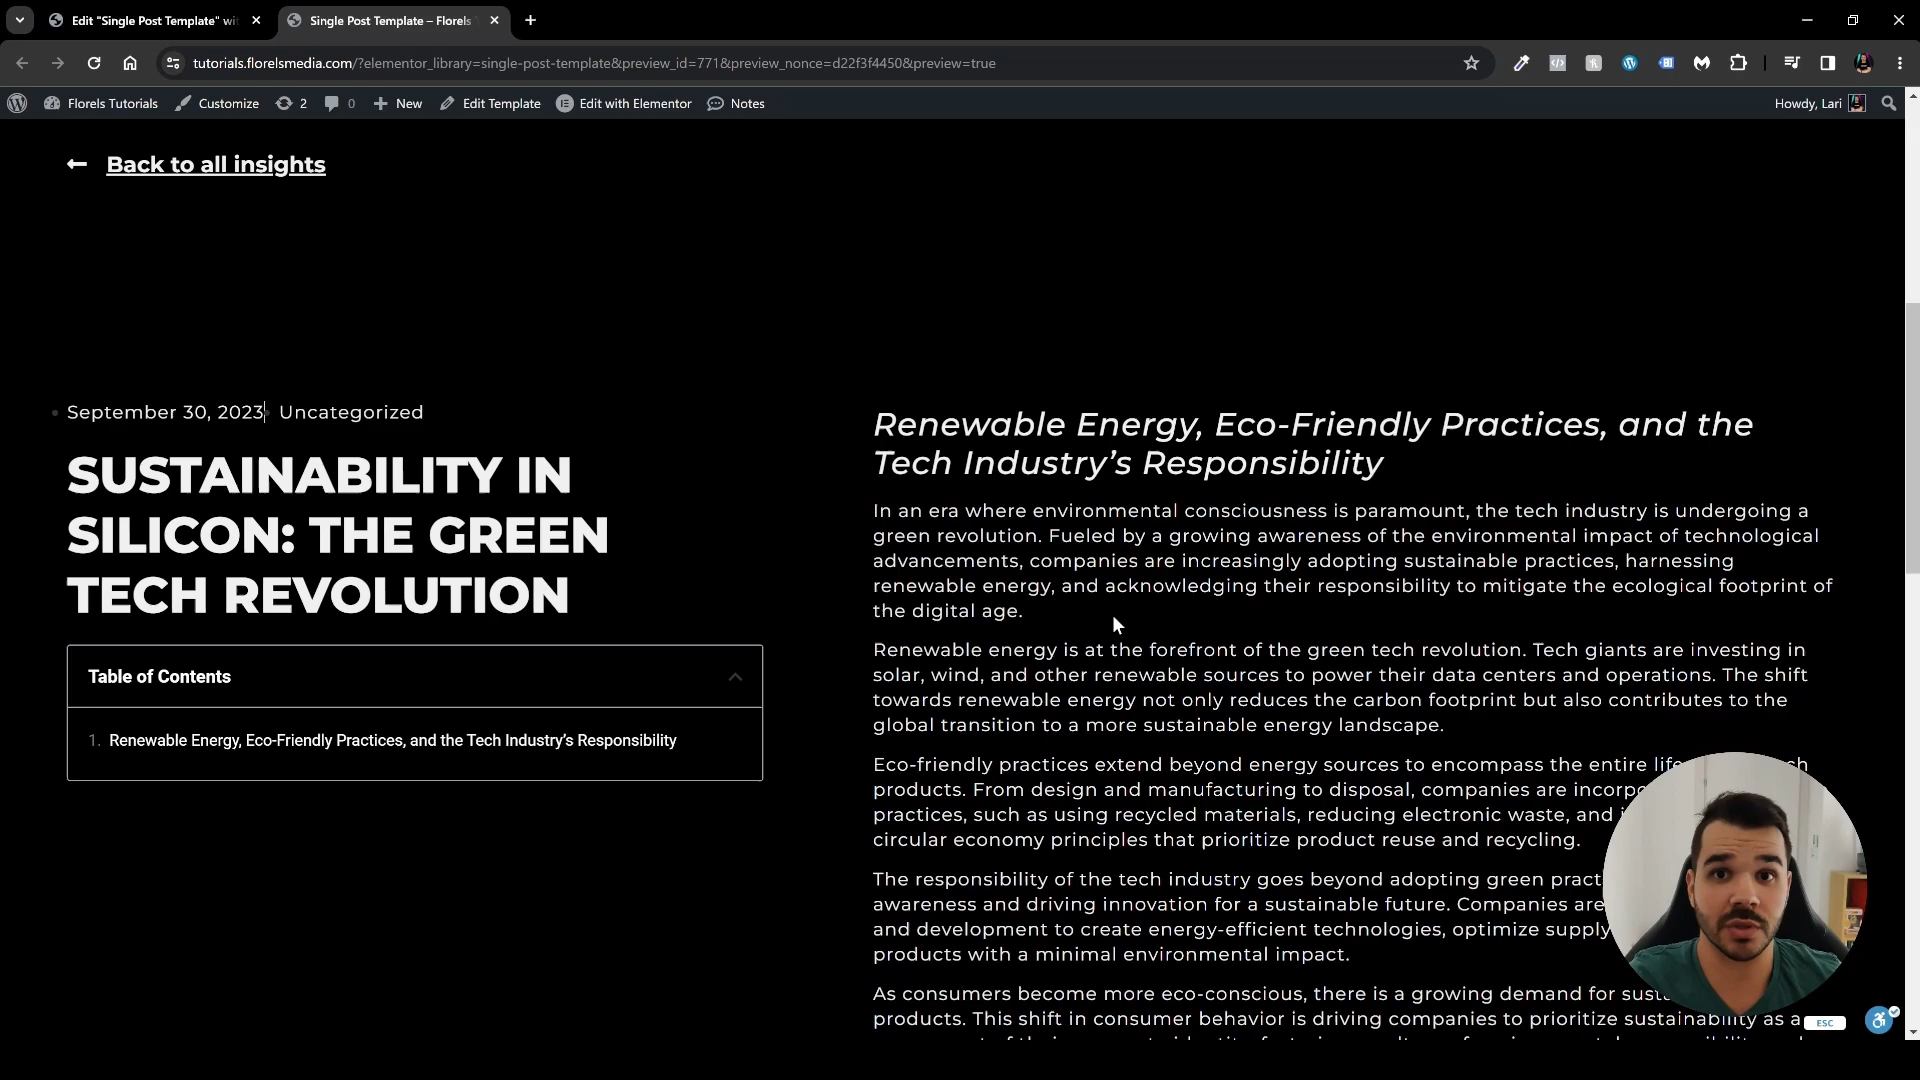 Edit "Single Post Template" wi
Single Post Template – Florels
tutorials.florelsmedia.com/?elementor_library=single-post-template&preview_id=771&preview_nonce=d22f3f4450&preview=true
Florels Tutorials Customize 2 0 New Edit Template Edit with Elementor Notes Howdy, Lari
Back to all insights
September 30, 2023 Uncategorized
SUSTAINABILITY IN
SILICON: THE GREEN
TECH REVOLUTION
Table of Contents
1. Renewable Energy, Eco-Friendly Practices, and the Tech Industry’s Responsibility
Renewable Energy, Eco-Friendly Practices, and the
Tech Industry’s Responsibility
In an era where environmental consciousness is paramount, the tech industry is undergoing a
green revolution. Fueled by a growing awareness of the environmental impact of technological
advancements, companies are increasingly adopting sustainable practices, harnessing
renewable energy, and acknowledging their responsibility to mitigate the ecological footprint of
the digital age.
Renewable energy is at the forefront of the green tech revolution. Tech giants are investing in
solar, wind, and other renewable sources to power their data centers and operations. The shift
towards renewable energy not only reduces the carbon footprint but also contributes to the
global transition to a more sustainable energy landscape.
Eco-friendly practices extend beyond energy sources to encompass the entire
products. From design and manufacturing to disposal, companies are
practices, such as using recycled materials, reducing electronic waste, and
circular economy principles that prioritize product reuse and recycling.
The responsibility of the tech industry goes beyond adopting green
awareness and driving innovation for a sustainable future. Companies are
and development to create energy-efficient technologies, optimize supply
products with a minimal environmental impact.
As consumers become more eco-conscious, there is a growing demand for
products. This shift in consumer behavior is driving companies to prioritize sustainability as a
ESC